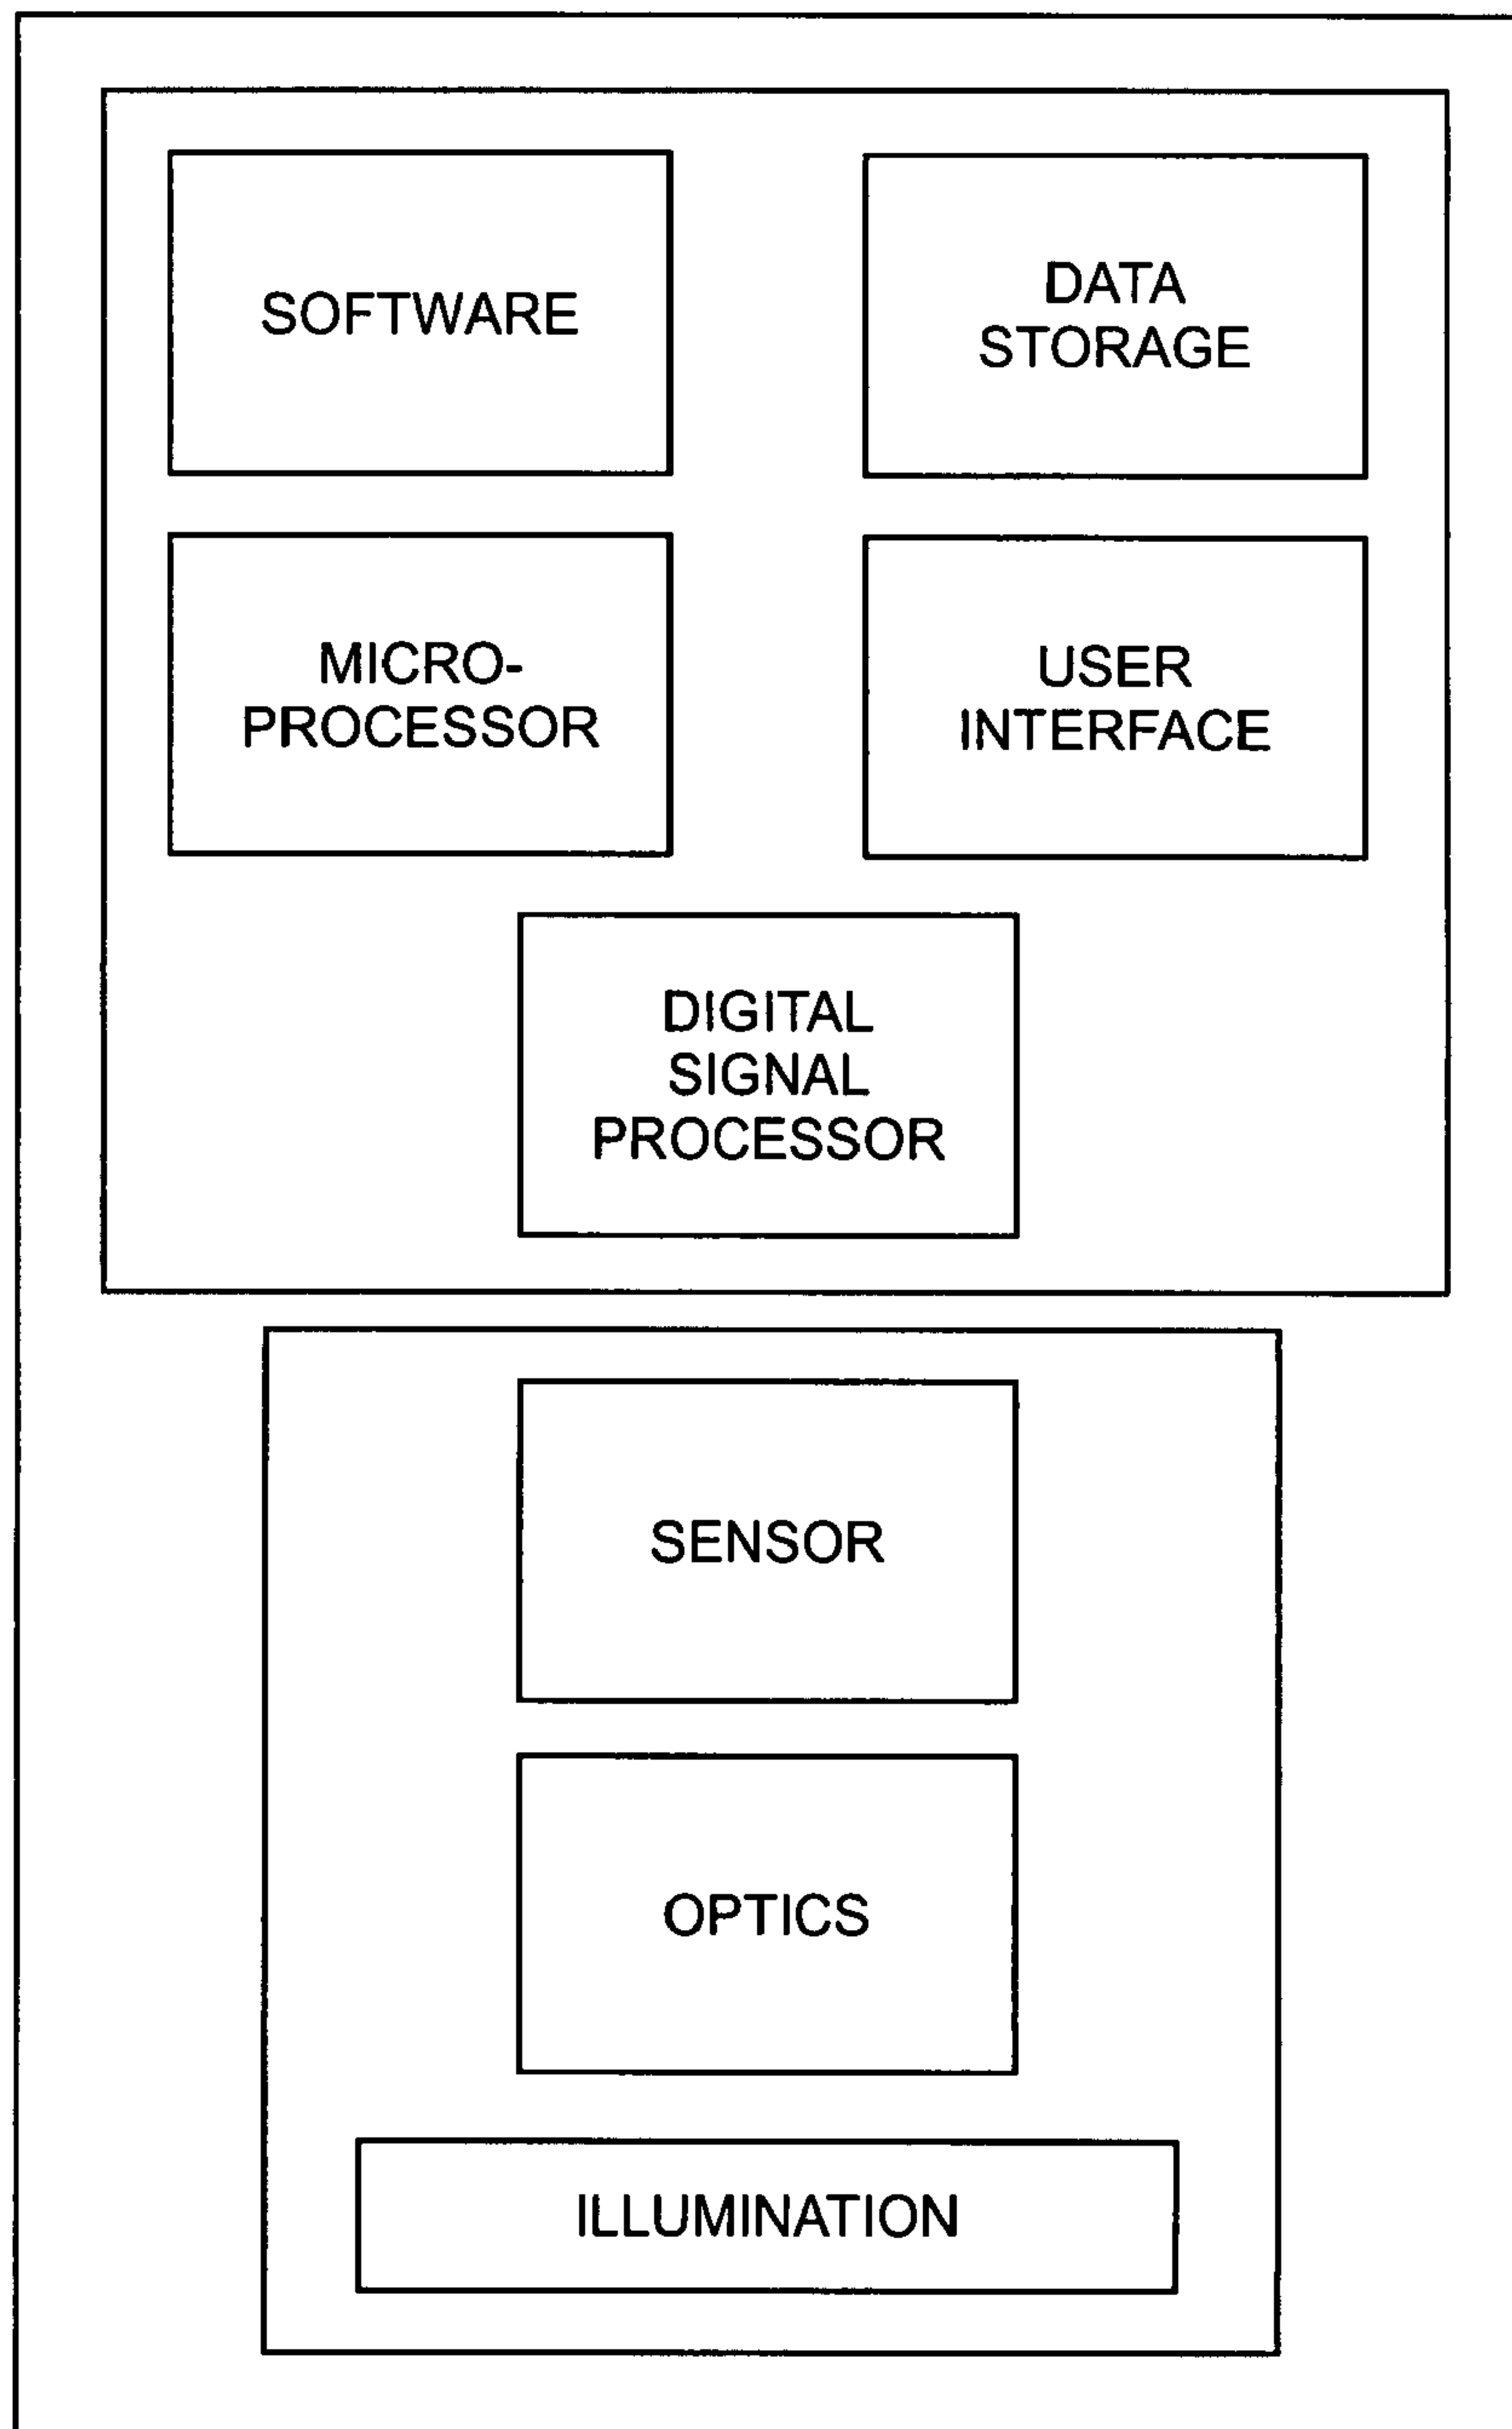 SOFTWARE
DATA
STORAGE
MICRO-
PROCESSOR
USER
INTERFACE
DIGITAL
SIGNAL
PROCESSOR
SENSOR
OPTICS
ILLUMINATION